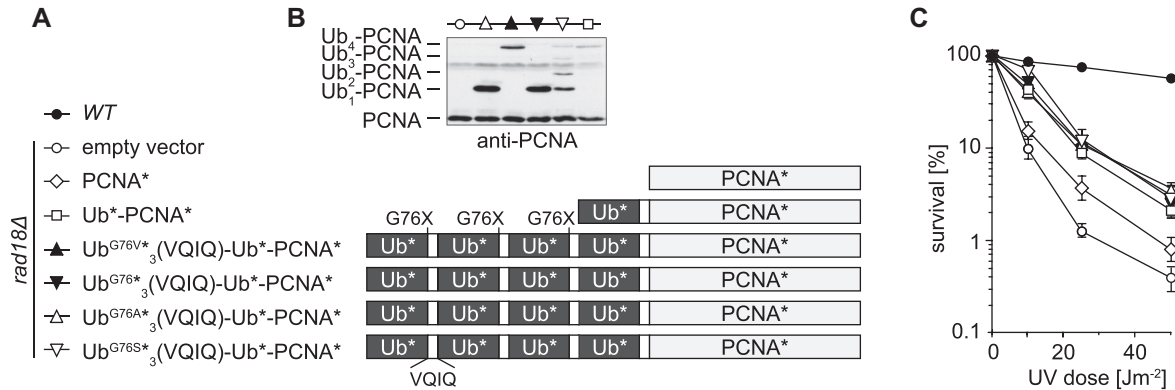 A
B
C
Ub4-PCNA
Ub3-PCNA
Ub2-PCNA
Ub1-PCNA
PCNA
anti-PCNA
WT
rad18Δ
empty vector
PCNA*
Ub*-PCNA*
UbG76V*3(VQIQ)-Ub*-PCNA*
UbG76*3(VQIQ)-Ub*-PCNA*
UbG76A*3(VQIQ)-Ub*-PCNA*
UbG76S*3(VQIQ)-Ub*-PCNA*
PCNA*
Ub* PCNA*
G76X G76X G76X
Ub* Ub* Ub* Ub* PCNA*
Ub* Ub* Ub* Ub* PCNA*
Ub* Ub* Ub* Ub* PCNA*
Ub* Ub* Ub* Ub* PCNA*
VQIQ
survival [%]
100
10
1
0.1
0 20 40
UV dose [Jm-2]